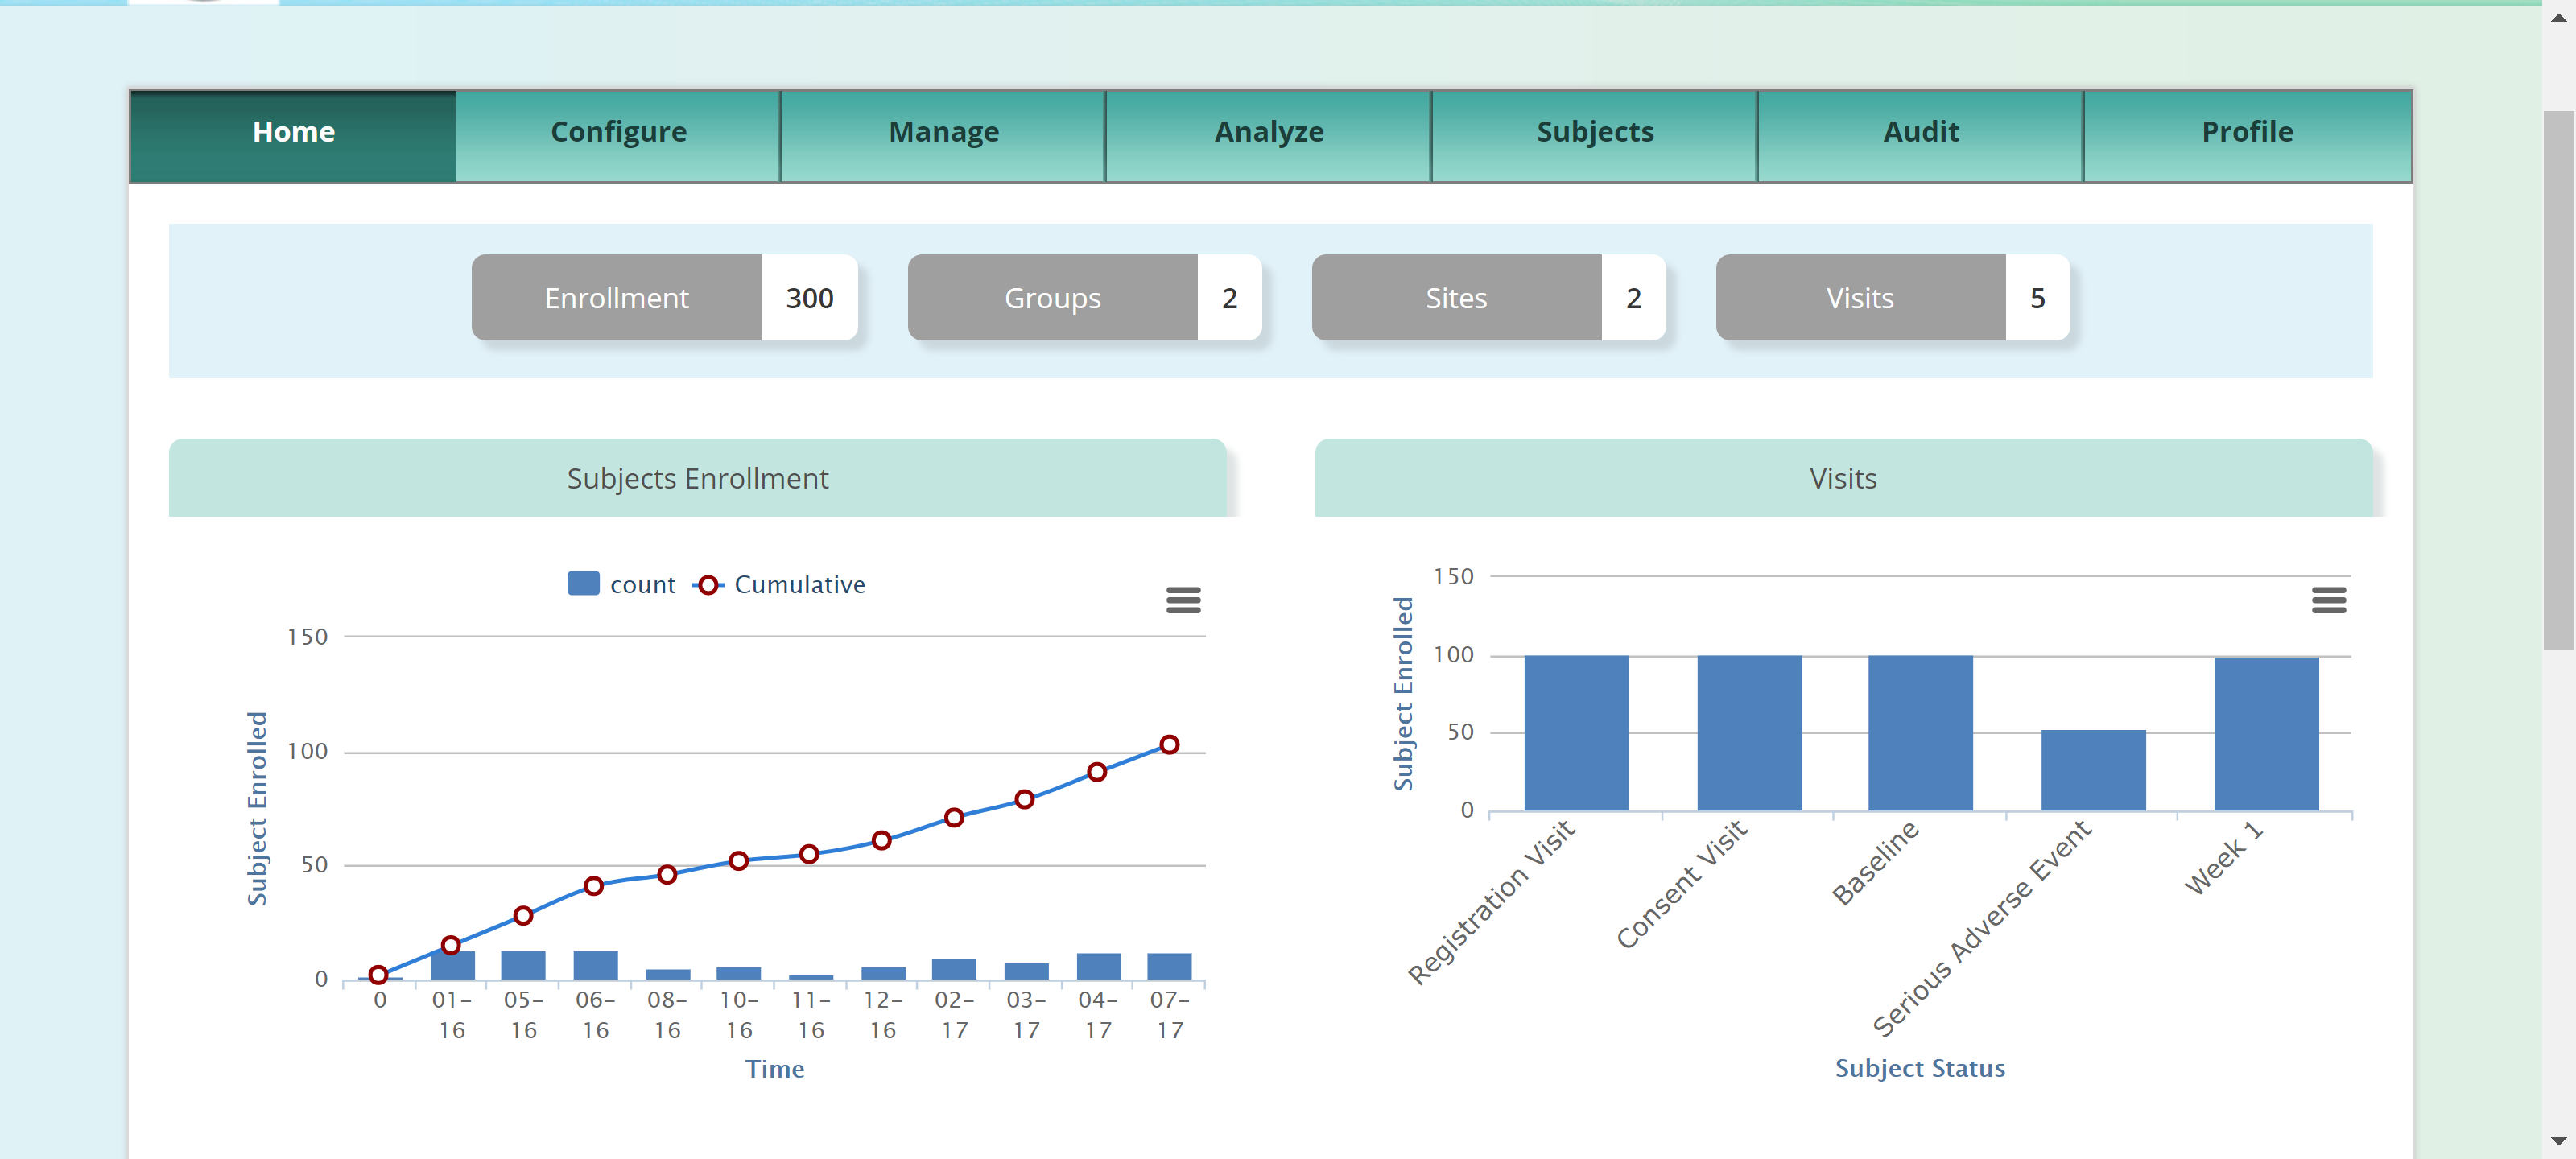 Home Configure Manage Analyze Subjects Audit Profile
Enrollment 300 Groups 2 Sites 2 Visits 5
Subjects Enrollment
count Cumulative
150
100
50
0
Subject Enrolled
0 01-16 05-16 06-16 08-16 10-16 11-16 12-16 02-17 03-17 04-17 07-17
Time
Visits
150
100
50
0
Subject Enrolled
Registration Visit
Consent Visit
Baseline
Serious Adverse Event
Week 1
Subject Status